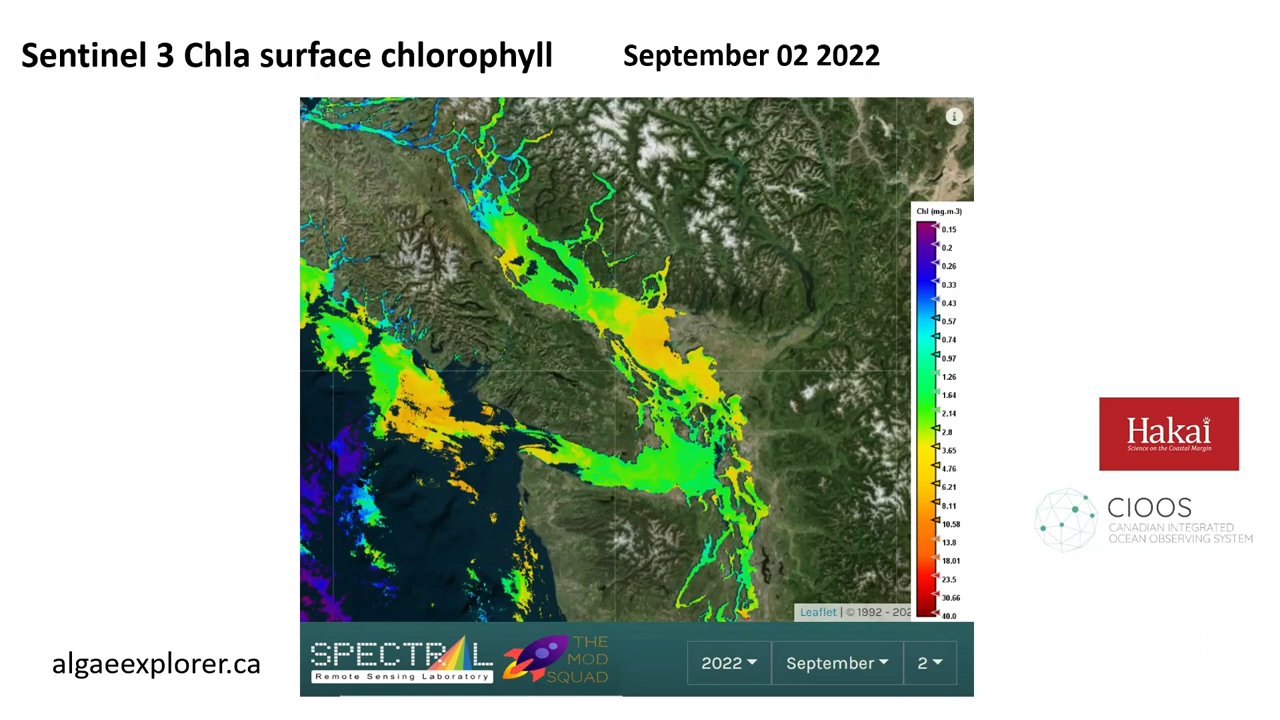 Sentinel 3 Chla surface chlorophyll
September 02 2022
i
Chl (mg.m-3)
0.15
0.2
0.26
0.33
0.43
0.57
0.74
0.97
1.26
1.64
2.14
2.8
3.65
4.76
6.21
8.11
10.58
13.8
18.01
23.5
30.66
40.0
Hakai
Science on the Coastal Margin
CIOOS
CANADIAN INTEGRATED
OCEAN OBSERVING SYSTEM
Leaflet | © 1992 - 202
algaeexplorer.ca
SPECTRAL
Remote Sensing Laboratory
THE
MOD
SQUAD
2022
September
2